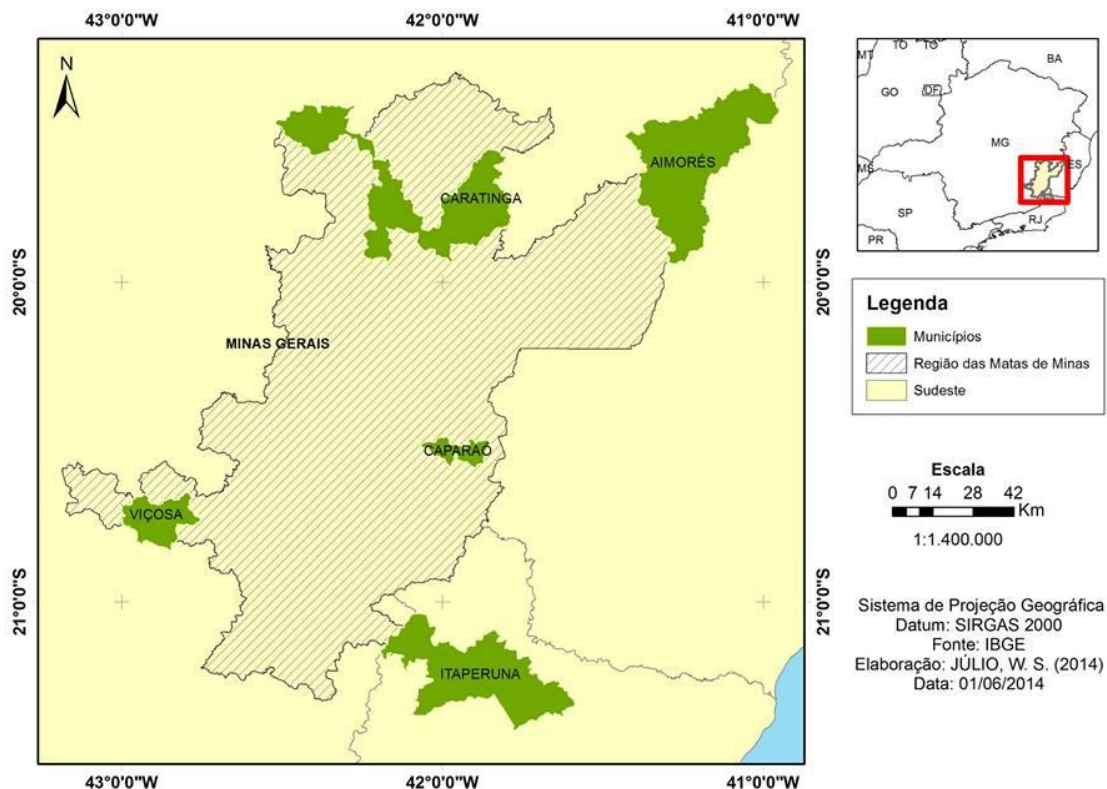 43°0'0"W 42°0'0"W 41°0'0"W
N
AIMORÉS
CARATINGA
20°0'0"S 20°0'0"S
MINAS GERAIS
CAPARAÓ
VIÇOSA
21°0'0"S 21°0'0"S
ITAPERUNA
43°0'0"W 42°0'0"W 41°0'0"W
MT TO TO BA
GO DF
MG
MS ES
SP
RJ
PR
Legenda
Municípios
Região das Matas de Minas
Sudeste
Escala
0 7 14 28 42
Km
1:1.400.000
Sistema de Projeção Geográfica
Datum: SIRGAS 2000
Fonte: IBGE
Elaboração: JÚLIO, W. S. (2014)
Data: 01/06/2014